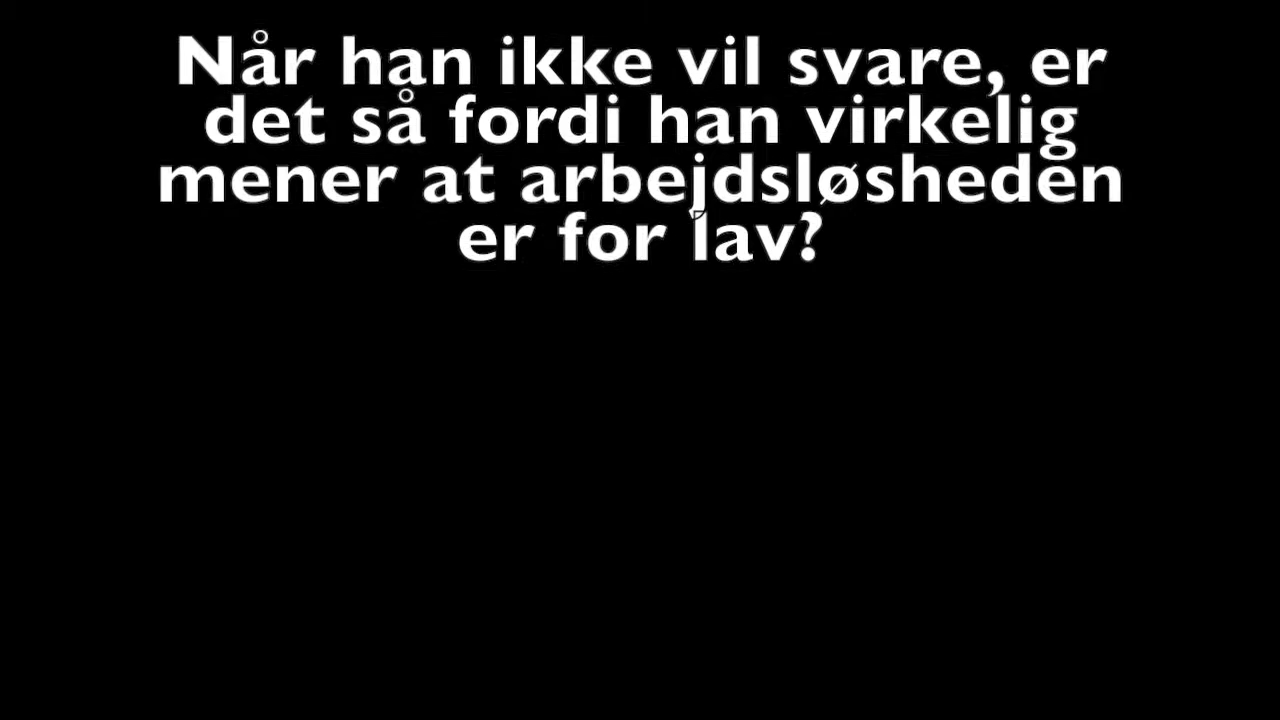 Når han ikke vil svare, er
det så fordi han virkelig
mener at arbejdsløsheden
er for lav?